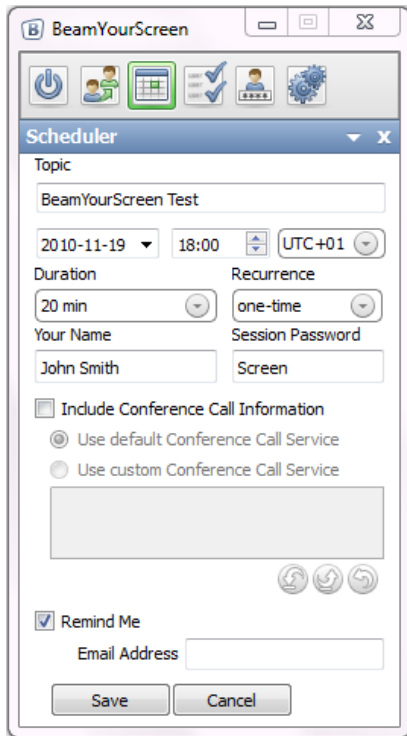 BeamYourScreen
Scheduler
Topic
BeamYourScreen Test
2010-11-19 18:00 UTC+01
Duration Recurrence
20 min one-time
Your Name Session Password
John Smith Screen
Include Conference Call Information
Use default Conference Call Service
Use custom Conference Call Service
Remind Me
Email Address
Save Cancel